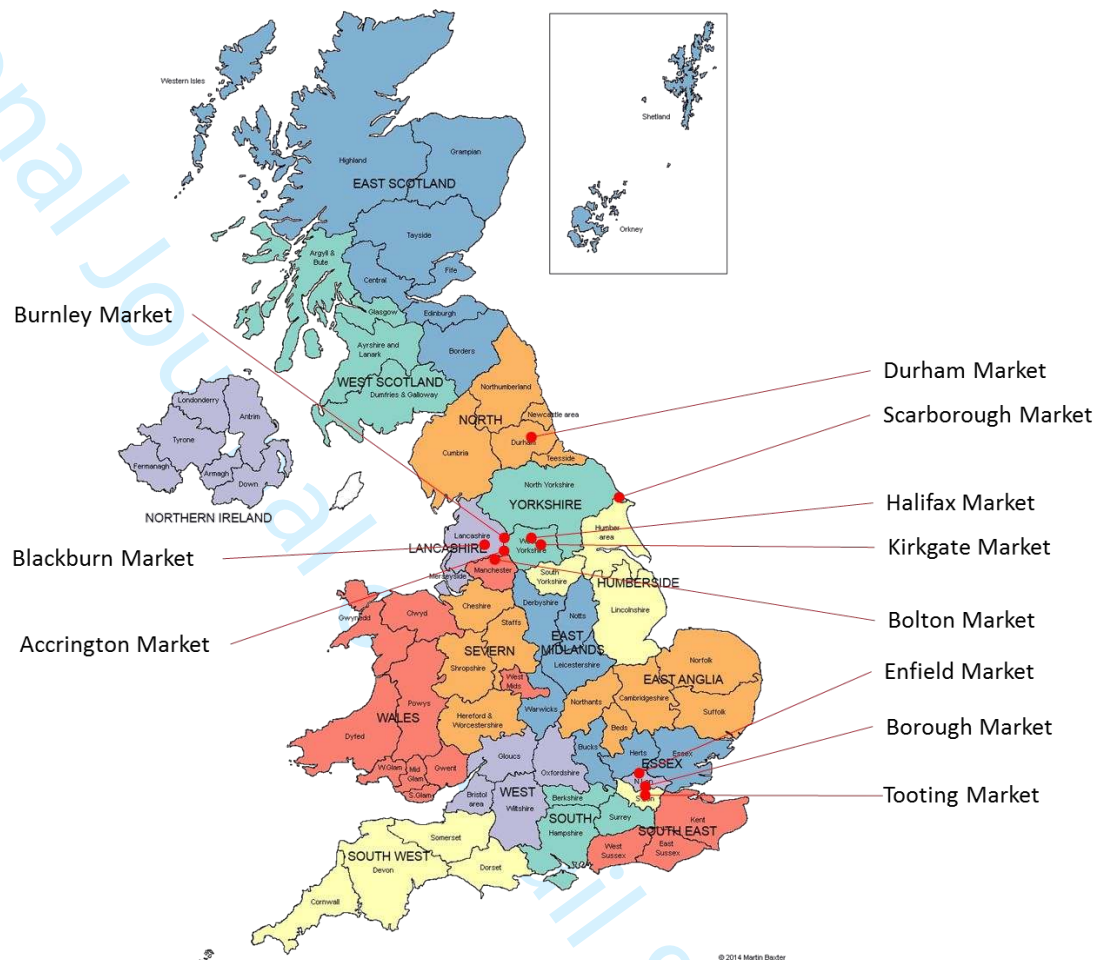 Western Isles
Shetland
Orkney
Highland
Grampian
EAST SCOTLAND
Tayside
Argyll &
Bute
Central
Fife
Glasgow
Edinburgh
Ayrshire and
Lanark
Borders
WEST SCOTLAND
Dumfries & Galloway
Burnley Market
Durham Market
Scarborough Market
Halifax Market
Kirkgate Market
Blackburn Market
Bolton Market
Accrington Market
Enfield Market
Borough Market
Tooting Market
Northumberland
NORTH
Newcastle area
Durham
Cumbria
Teesside
Londonderry
Antrim
Tyrone
Fermanagh
Armagh
Down
NORTHERN IRELAND
North Yorkshire
YORKSHIRE
Humber
area
Lancashire
LANCASHIRE
Yorkshire
Manchester
Merseyside
South
Yorkshire
HUMBERSIDE
Lincolnshire
Gwynedd
Clwyd
Cheshire
Derbyshire
Notts
Staffs
EAST
MIDLANDS
SEVERN
Shropshire
Leicestershire
West
Mids
Norfolk
EAST ANGLIA
Cambridgeshire
Suffolk
Powys
WALES
Dyfed
Hereford &
Worcestershire
Warwicks
Northants
Beds
Bucks
Herts
Essex
ESSEX
W.Glam
Mid
Glam
Gwent
S.Glam
Gloucs
Oxfordshire
Bristol
area
WEST
Wiltshire
Berkshire
SOUTH
Hampshire
Surrey
Kent
SOUTH EAST
West
Sussex
East
Sussex
Somerset
SOUTH WEST
Devon
Dorset
Cornwall
© 2014 Martin Baxter
onal Journal